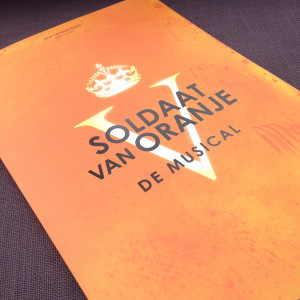 V
SOLDAAT
VAN ORANJE
DE MUSICAL